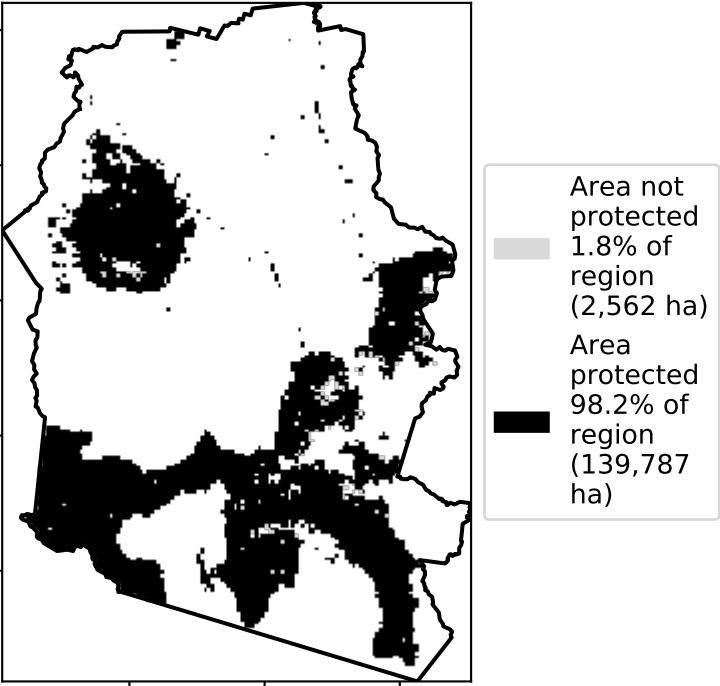 Area not
protected
1.8% of
region
(2,562 ha)
Area
protected
98.2% of
region
(139,787
ha)